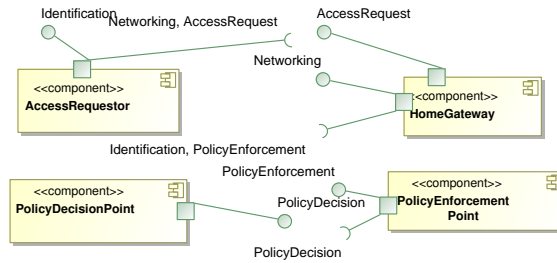 Identification
Networking, AccessRequest
AccessRequest
<<component>>
AccessRequestor
Networking
<<component>>
HomeGateway
Identification, PolicyEnforcement
PolicyEnforcement
<<component>>
PolicyDecisionPoint
PolicyDecision
<<component>>
PolicyEnforcement
Point
PolicyDecision